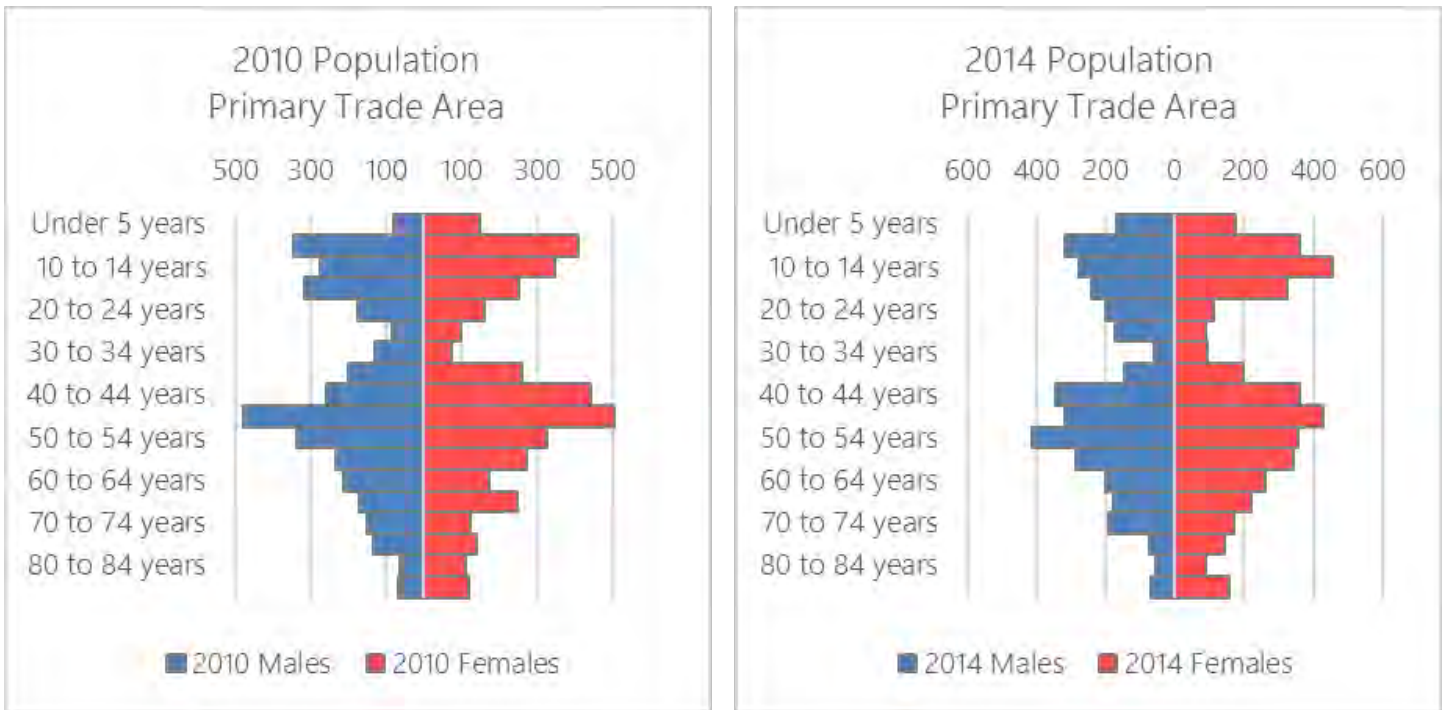 2010 Population
Primary Trade Area
500 300 100 100 300 500
Under 5 years
10 to 14 years
20 to 24 years
30 to 34 years
40 to 44 years
50 to 54 years
60 to 64 years
70 to 74 years
80 to 84 years
2010 Males 2010 Females
2014 Population
Primary Trade Area
600 400 200 0 200 400 600
Under 5 years
10 to 14 years
20 to 24 years
30 to 34 years
40 to 44 years
50 to 54 years
60 to 64 years
70 to 74 years
80 to 84 years
2014 Males 2014 Females